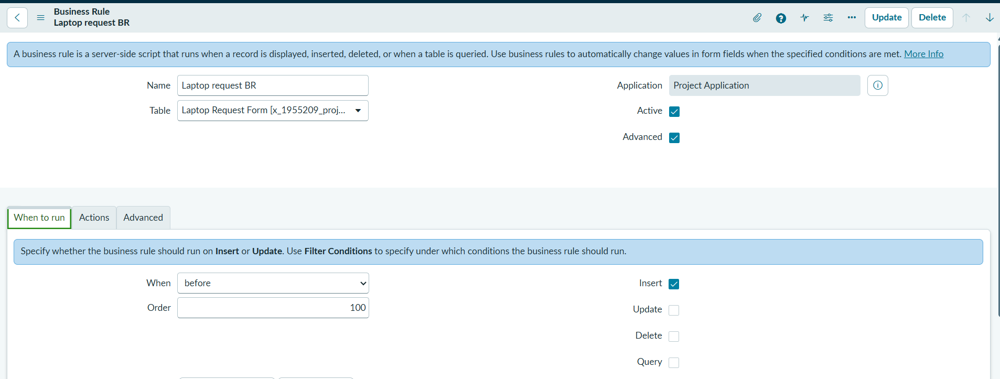 Business Rule
Laptop request BR
Update
Delete
A business rule is a server-side script that runs when a record is displayed, inserted, deleted, or when a table is queried. Use business rules to automatically change values in form fields when the specified conditions are met. More Info
Name
Laptop request BR
Application
Project Application
Table
Laptop Request Form [x_1955209_proj...
Active
Advanced
When to run
Actions
Advanced
Specify whether the business rule should run on Insert or Update. Use Filter Conditions to specify under which conditions the business rule should run.
When
before
Insert
Order
100
Update
Delete
Query